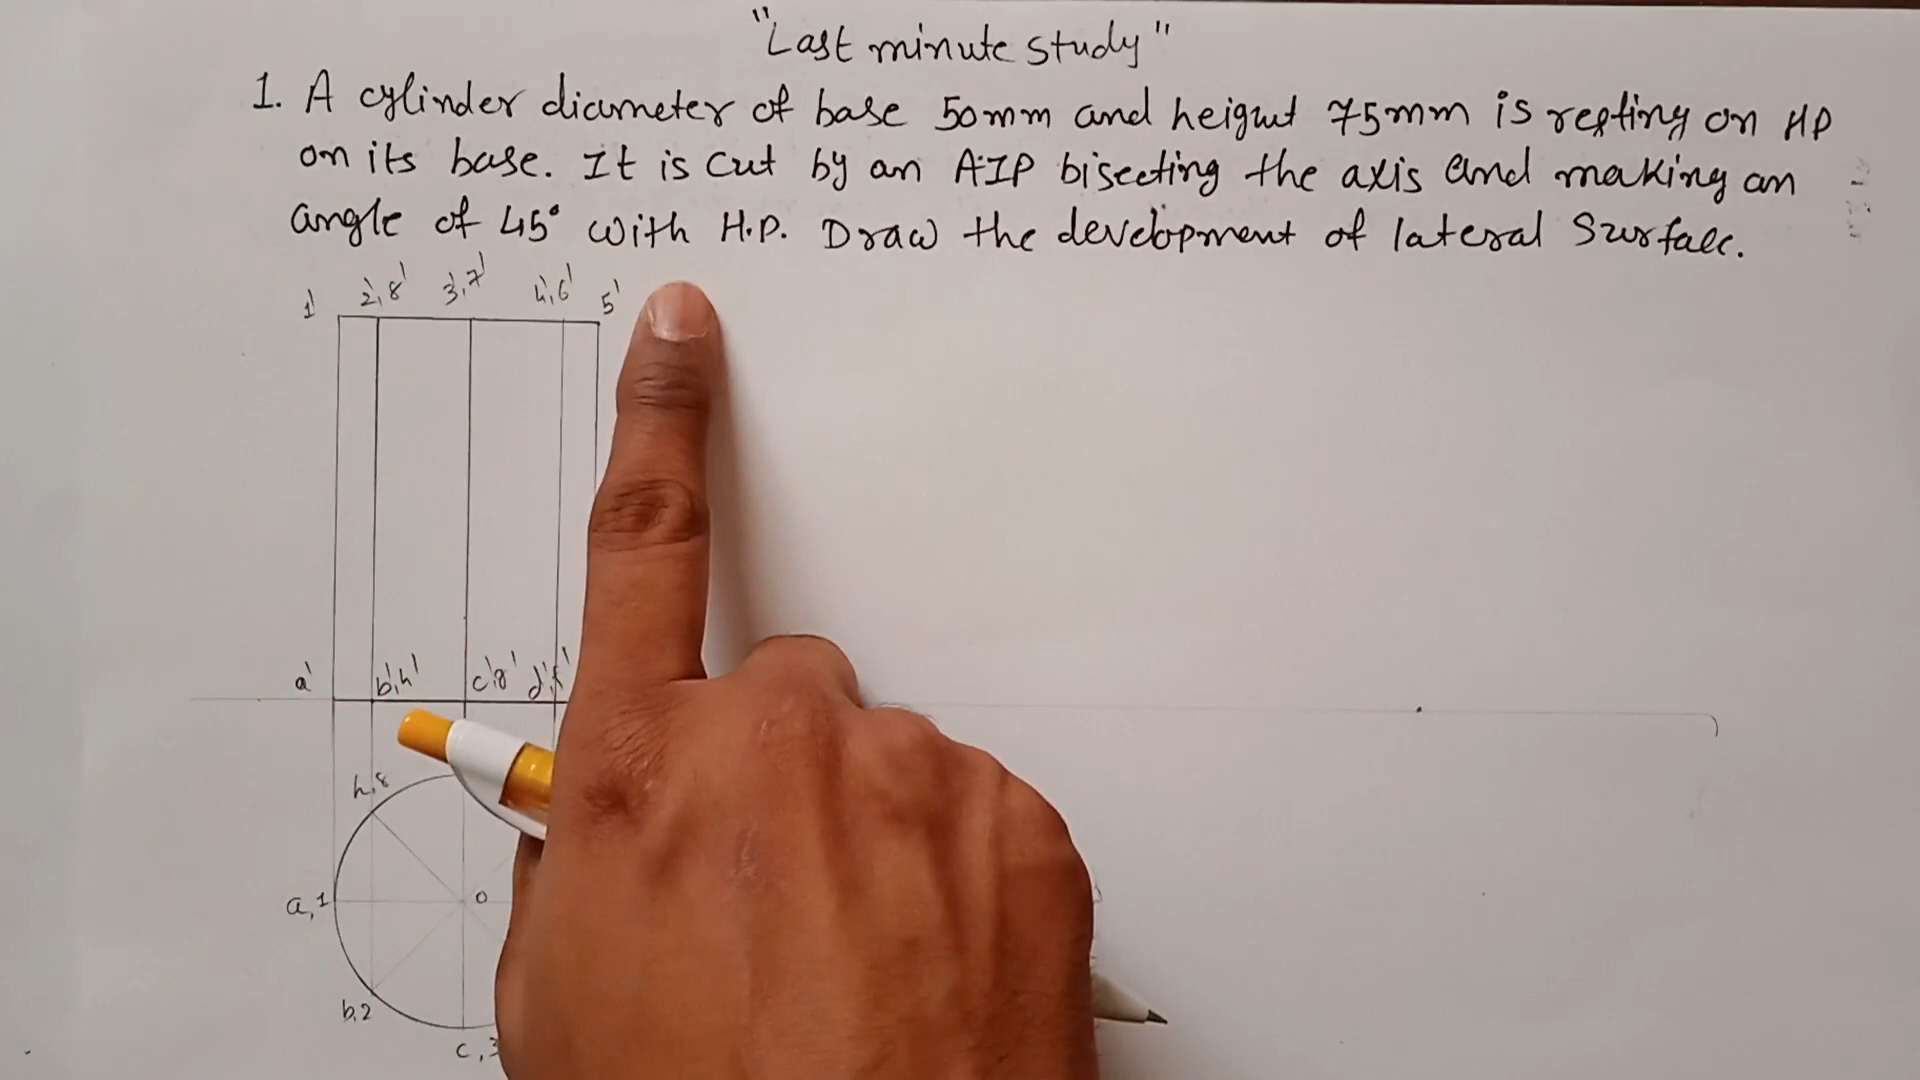 "Last minute study"
1. A cylinder diameter of base 50mm and height 75mm is resting on HP
on its base. It is cut by an AIP bisecting the axis and making an
angle of 45° with H.P. Draw the development of lateral Surface.
1' 2',8' 3',7' 4',6' 5'
a' b',h' c',g' d',f'
h,8
a,1 o
b,2
c,3